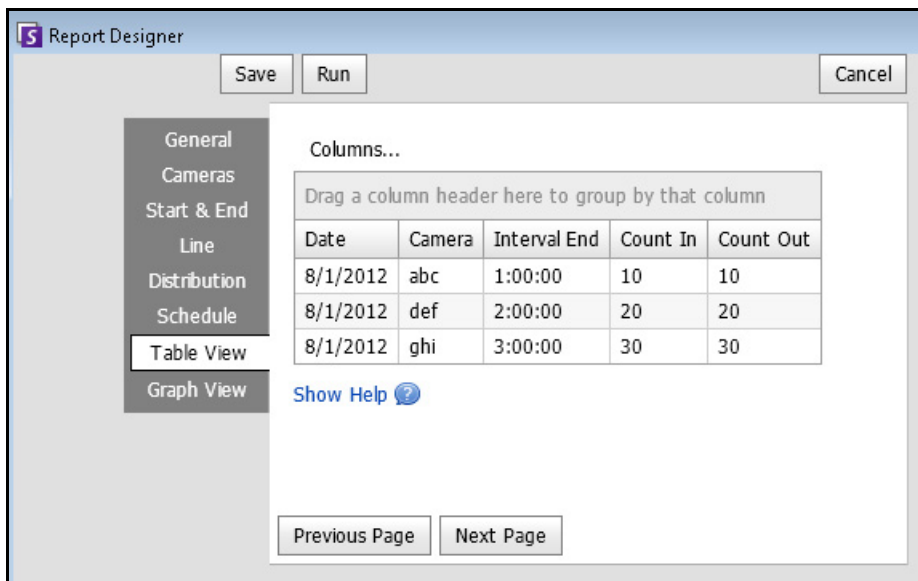 Report Designer
Save Run Cancel
General
Cameras
Start & End
Line
Distribution
Schedule
Table View
Graph View
Columns...
Drag a column header here to group by that column
Date Camera Interval End Count In Count Out
8/1/2012 abc 1:00:00 10 10
8/1/2012 def 2:00:00 20 20
8/1/2012 ghi 3:00:00 30 30
Show Help ?
Previous Page Next Page